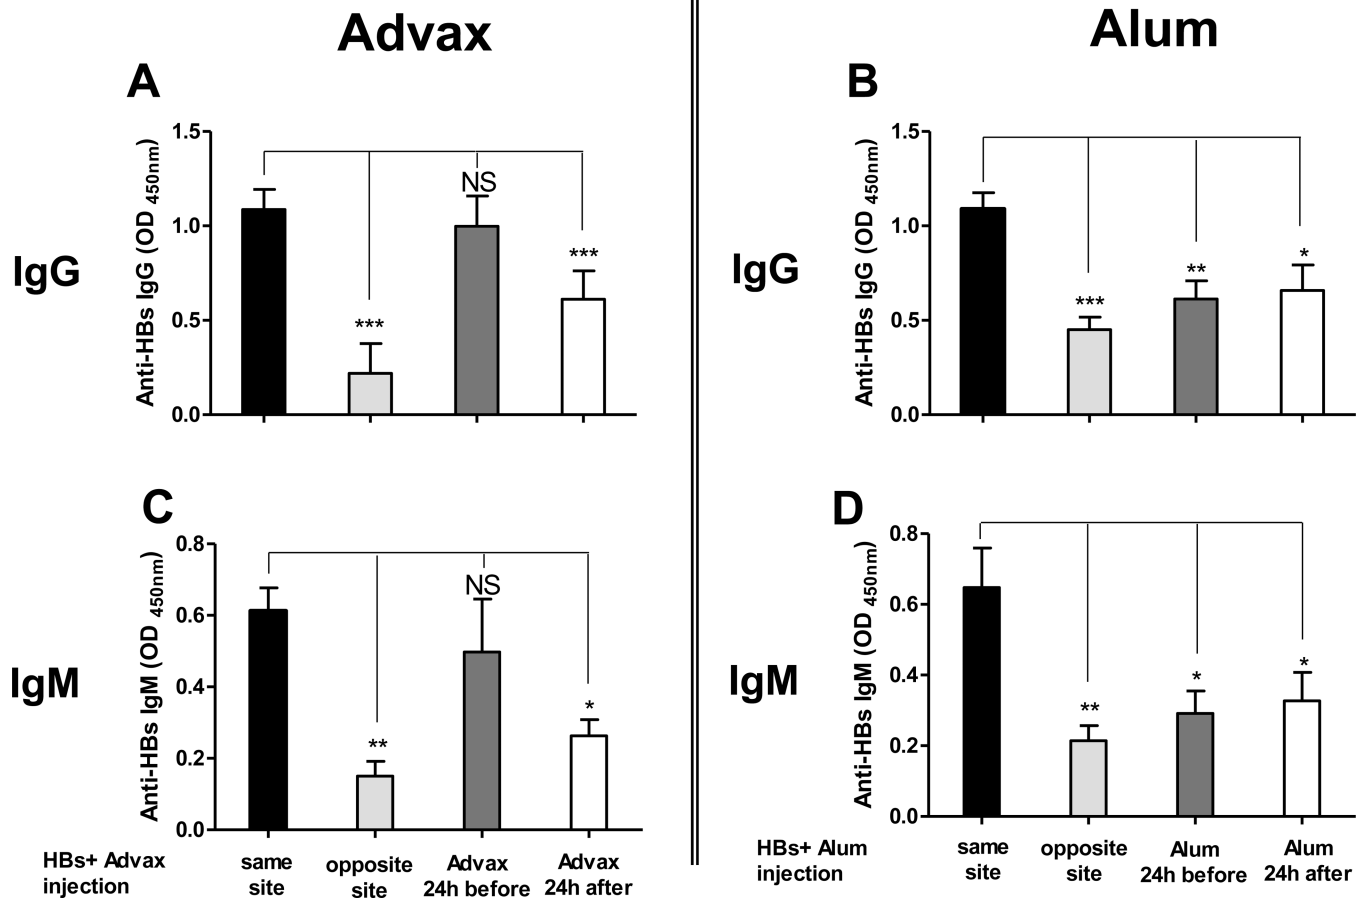 Advax
Alum
A
B
IgG
Anti-HBs IgG (OD 450nm)
1.5
1.0
0.5
0.0
***
NS
***
IgG
Anti-HBs IgG (OD 450nm)
1.5
1.0
0.5
0.0
***
**
*
C
D
IgM
Anti-HBs IgM (OD 450nm)
0.8
0.6
0.4
0.2
0.0
**
NS
*
IgM
Anti-HBs IgM (OD 450nm)
0.8
0.6
0.4
0.2
0.0
**
*
*
HBs+ Advax
injection
same
site
opposite
site
Advax
24h before
Advax
24h after
HBs+ Alum
injection
same
site
opposite
site
Alum
24h before
Alum
24h after